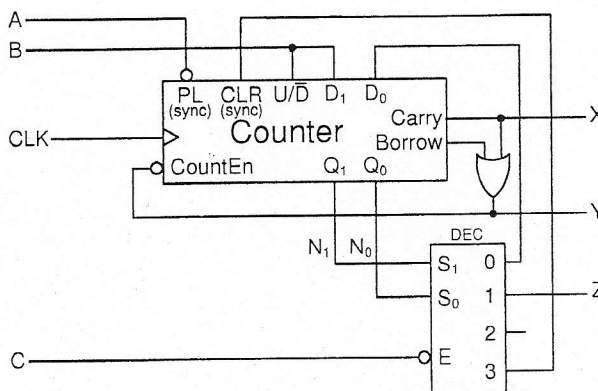 A
B
PL CLR U/D̅ D₁ D₀
(sync) (sync)
Carry X
CLK Counter
Borrow
CountEn Q₁ Q₀
Y
DEC
N₁ N₀
S₁ 0
S₀ 1 Z̅
2
C E
3